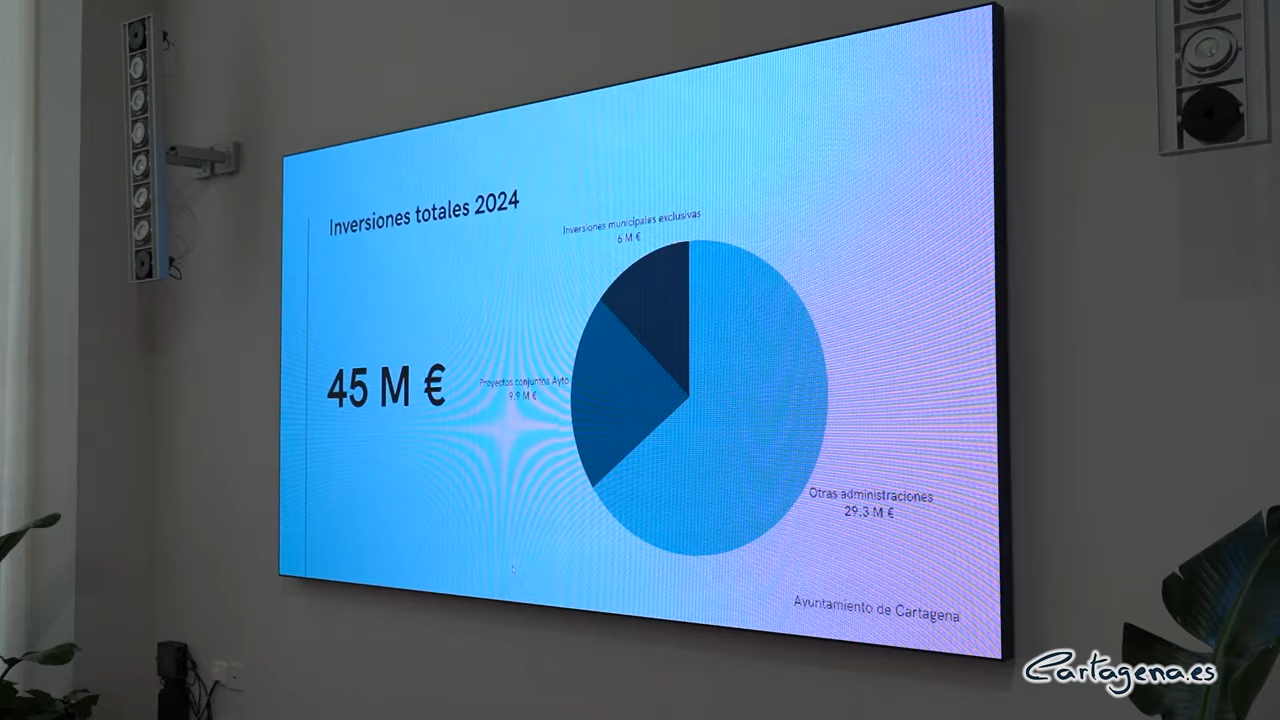 Inversiones totales 2024
Inversiones municipales exclusivas
6 M €
45 M €
Proyectos conjuntos Ayto
9.9 M €
Otras administraciones
29.3 M €
Ayuntamiento de Cartagena
Cartagena.es